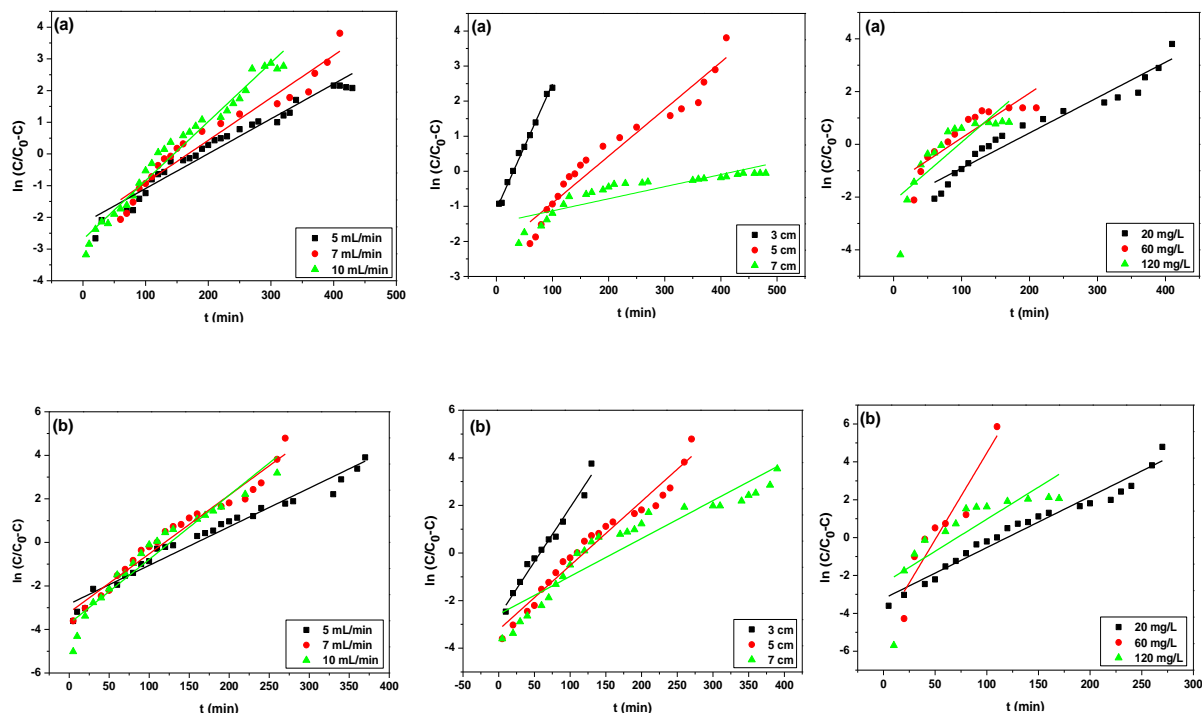 (a)
ln (C/C0-C)
5
4
3
2
1
0
-1
-2
-3
-4
0 100 200 300 400 500
t (min)
5 mL/min
7 mL/min
10 mL/min
(a)
ln (C/C0-C)
4
3
2
1
0
-1
-2
-3
0 100 200 300 400 500
t (min)
3 cm
5 cm
7 cm
(a)
ln (C/C0-C)
4
2
0
-2
-4
0 100 200 300 400
t (min)
20 mg/L
60 mg/L
120 mg/L
(b)
ln (C/C0-C)
6
4
2
0
-2
-4
-6
0 50 100 150 200 250 300 350 400
t (min)
5 mL/min
7 mL/min
10 mL/min
(b)
ln (C/C0-C)
6
5
4
3
2
1
0
-1
-2
-3
-4
-5
-50 0 50 100 150 200 250 300 350 400
t (min)
3 cm
5 cm
7 cm
(b)
ln (C/C0-C)
6
4
2
0
-2
-4
-6
0 50 100 150 200 250 300
t (min)
20 mg/L
60 mg/L
120 mg/L